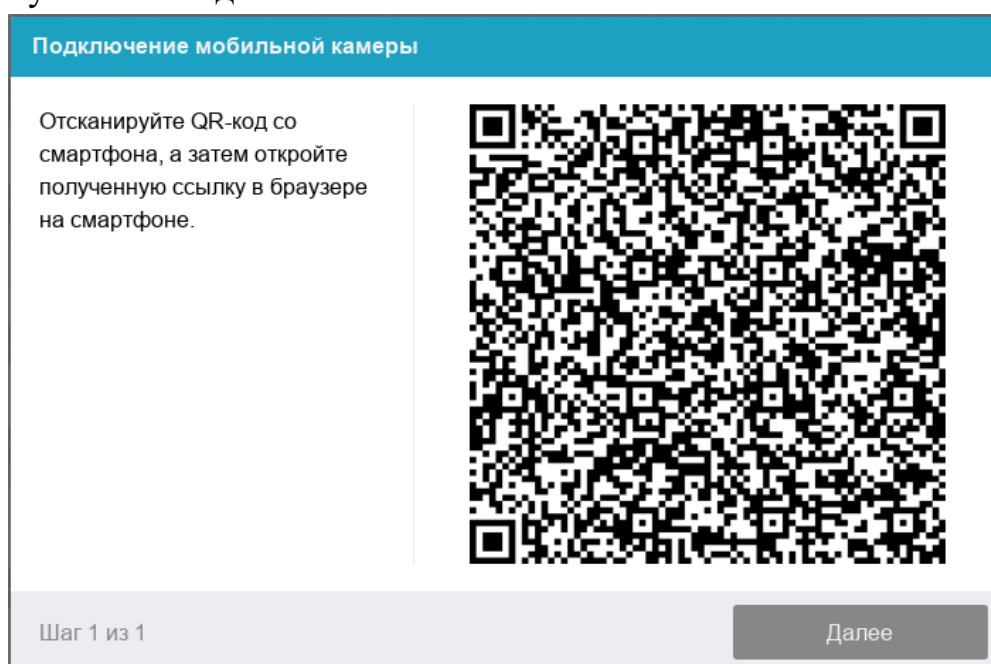 Подключение мобильной камеры
Отсканируйте QR-код со
смартфона, а затем откройте
полученную ссылку в браузере
на смартфоне.
Шаг 1 из 1
Далее